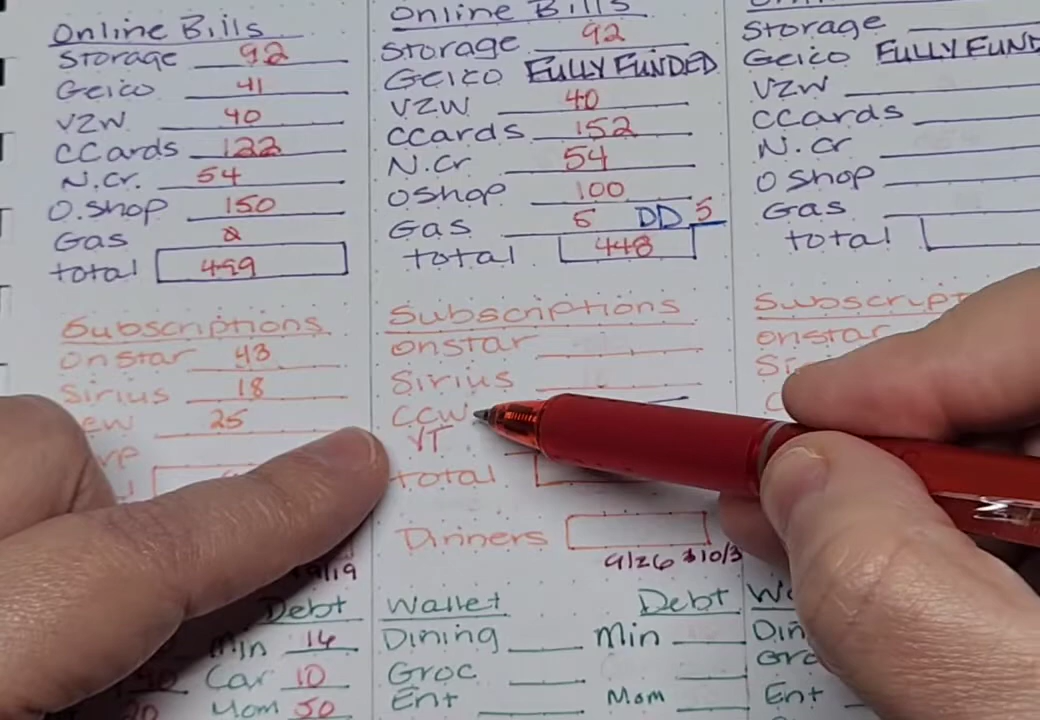 Online Bills
Storage 92
Geico 41
VZW 40
CCards 122
N.Cr. 54
O.Shop 150
Gas
total 499
Subscriptions
Onstar 43
Sirius 18
25
Debt
Min 14
Car 10
Mom 50
Online Bills
Storage 92
Geico FULLY FUNDED
VZW 40
CCards 152
N.Cr 54
OShop 100
Gas 5 DD 5
total 448
Subscriptions
Onstar
Sirius
CCW
YT
total
Dinners
9/26 $10/3
Wallet Debt
Dining Min
Groc
Ent Mom
Storage
Geico FULLY FUND
VZW
CCards
N.Cr
O Shop
Gas
total
Subscript
Onstar
Ent